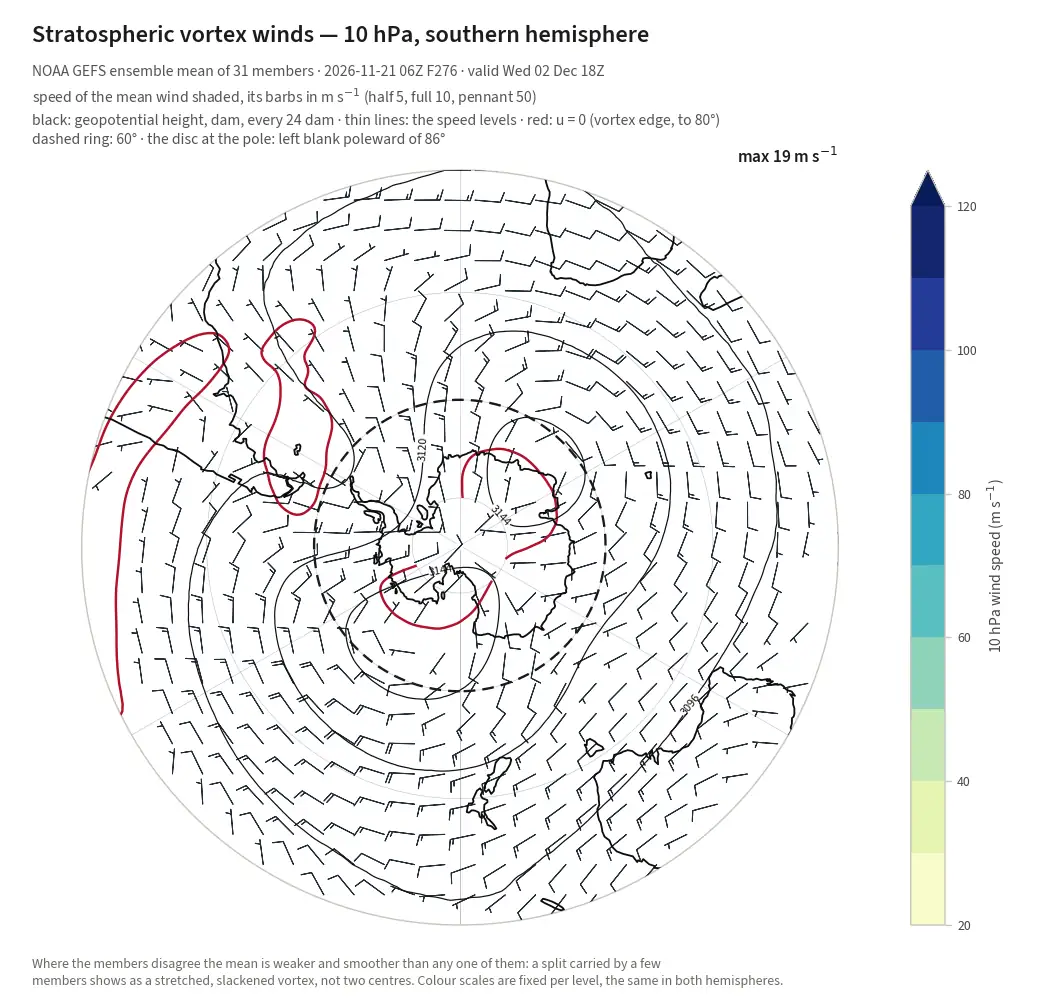 Stratospheric vortex winds — 10 hPa, southern hemisphere
NOAA GEFS ensemble mean of 31 members · 2026-11-21 06Z F276 · valid Wed 02 Dec 18Z
speed of the mean wind shaded, its barbs in m s⁻¹ (half 5, full 10, pennant 50)
black: geopotential height, dam, every 24 dam · thin lines: the speed levels · red: u = 0 (vortex edge, to 80°)
dashed ring: 60° · the disc at the pole: left blank poleward of 86°
max 19 m s⁻¹
120
100
80
60
40
20
10 hPa wind speed (m s⁻¹)
3120
3144
3144
3096
Where the members disagree the mean is weaker and smoother than any one of them: a split carried by a few
members shows as a stretched, slackened vortex, not two centres. Colour scales are fixed per level, the same in both hemispheres.